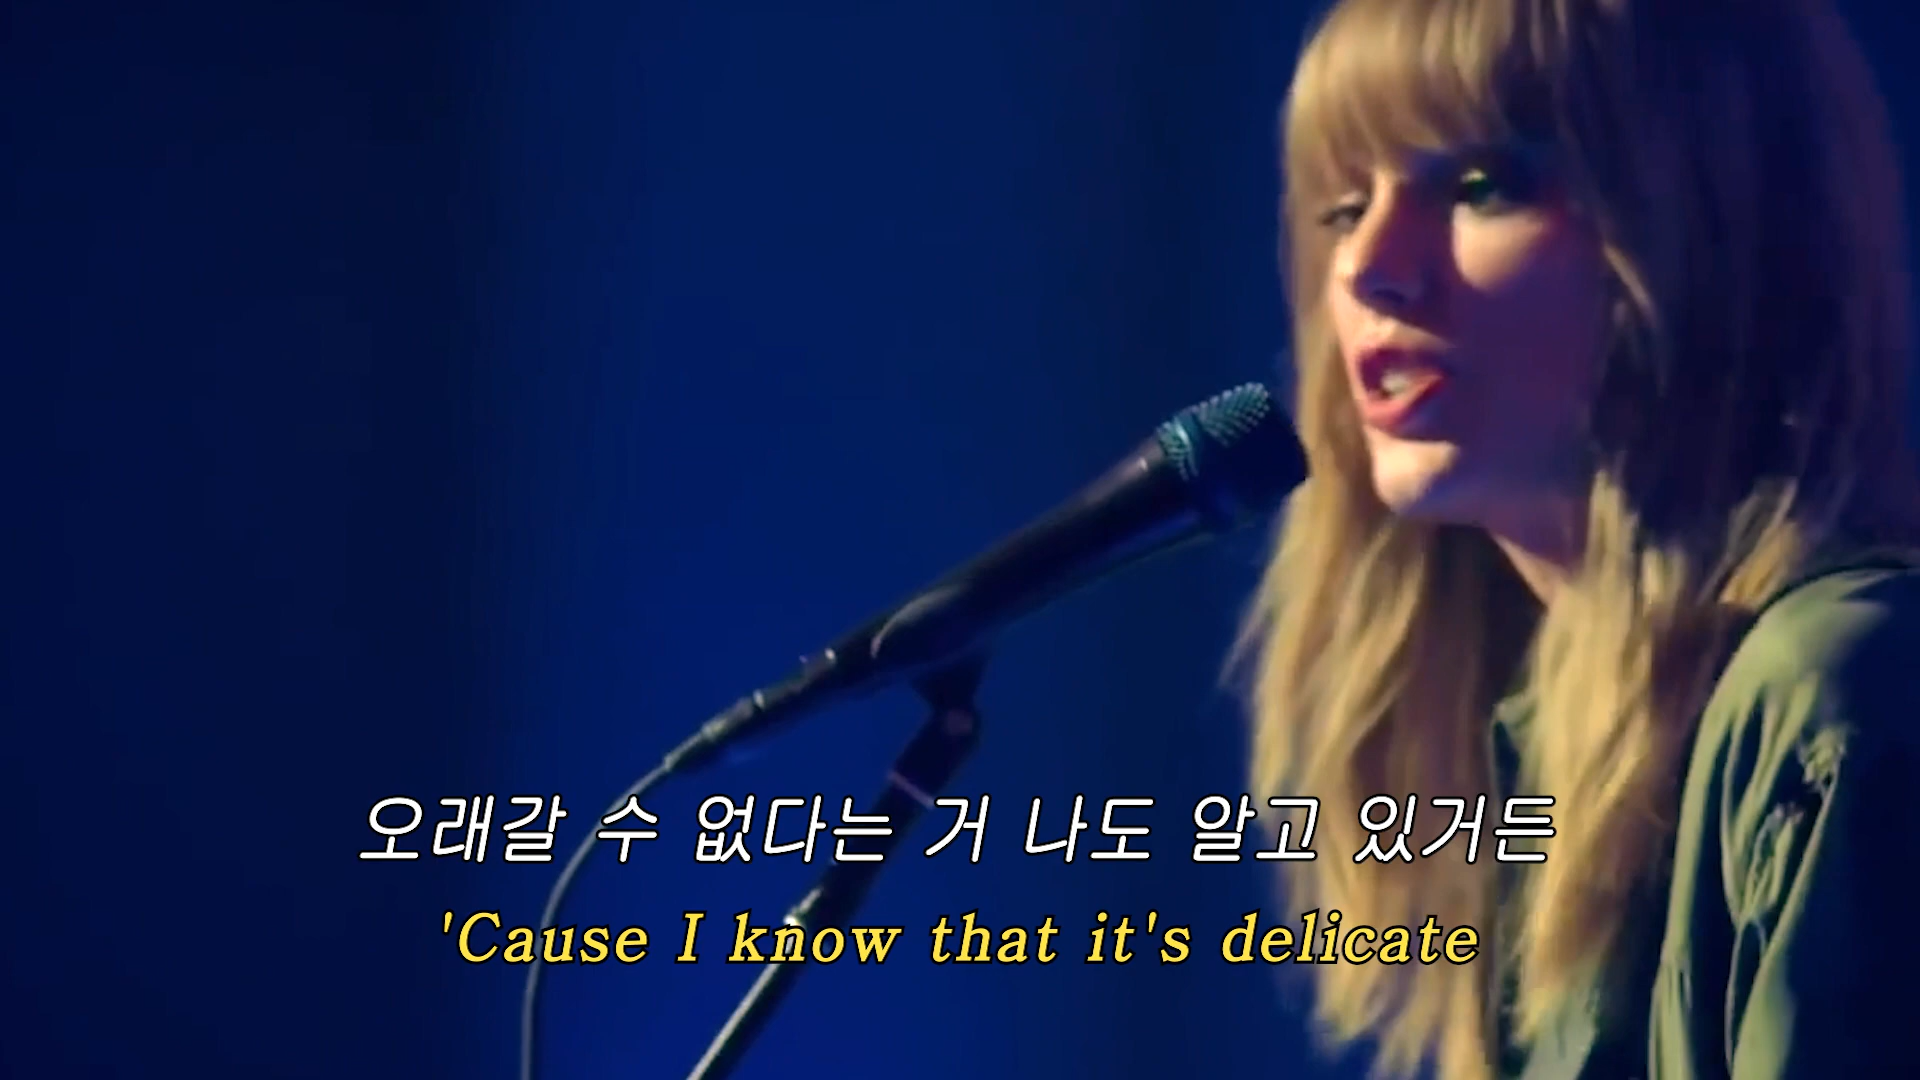 오래갈 수 없다는 거 나도 알고 있거든
'Cause I know that it's delicate